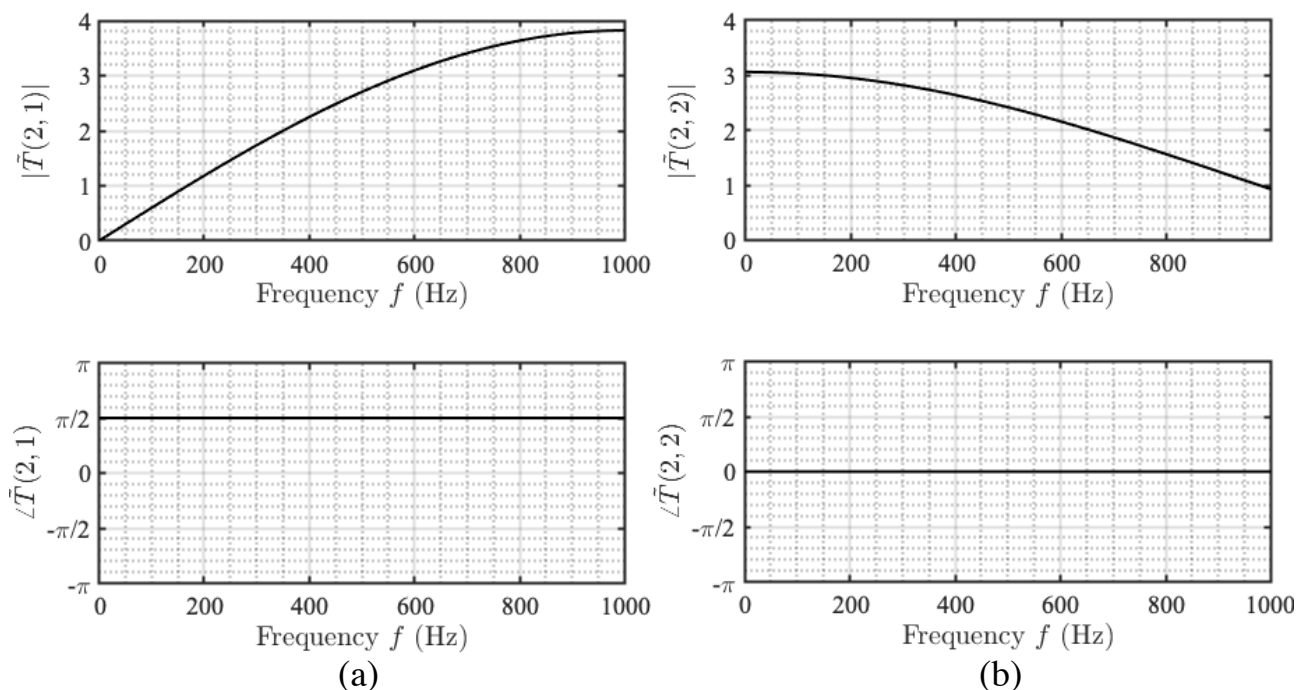 4
3
2
1
0
|T̃(2, 1)|
0 200 400 600 800 1000
Frequency f (Hz)
4
3
2
1
0
|T̃(2, 2)|
0 200 400 600 800
Frequency f (Hz)
π
π/2
0
-π/2
-π
∠T̃(2, 1)
0 200 400 600 800 1000
Frequency f (Hz)
(a)
π
π/2
0
-π/2
-π
∠T̃(2, 2)
0 200 400 600 800 1000
Frequency f (Hz)
(b)